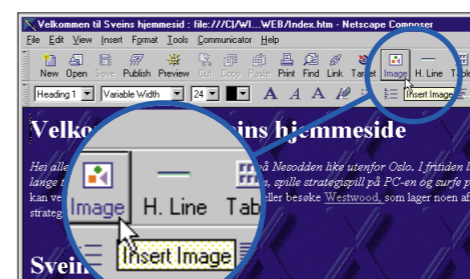 Velkommen til Sveins hjemmesid : file:///C|/WI...WEB/Index.htm - Netscape Composer
File Edit View Insert Format Tools Communicator Help
New Open Save Publish Preview Cut Copy Paste Print Find Link Target Image H. Line Table
Heading 1 Variable Width 24 A A A Insert Image
Velko ins hjemmeside
Hei alle på Nesodden like utenfor Oslo. I fritiden l
lange t n, spille strategispill på PC-en og surfe p
kan ve ller besøke Westwood, som lager noen af
strateg
Svein
Image H. Line Tab
Insert Image